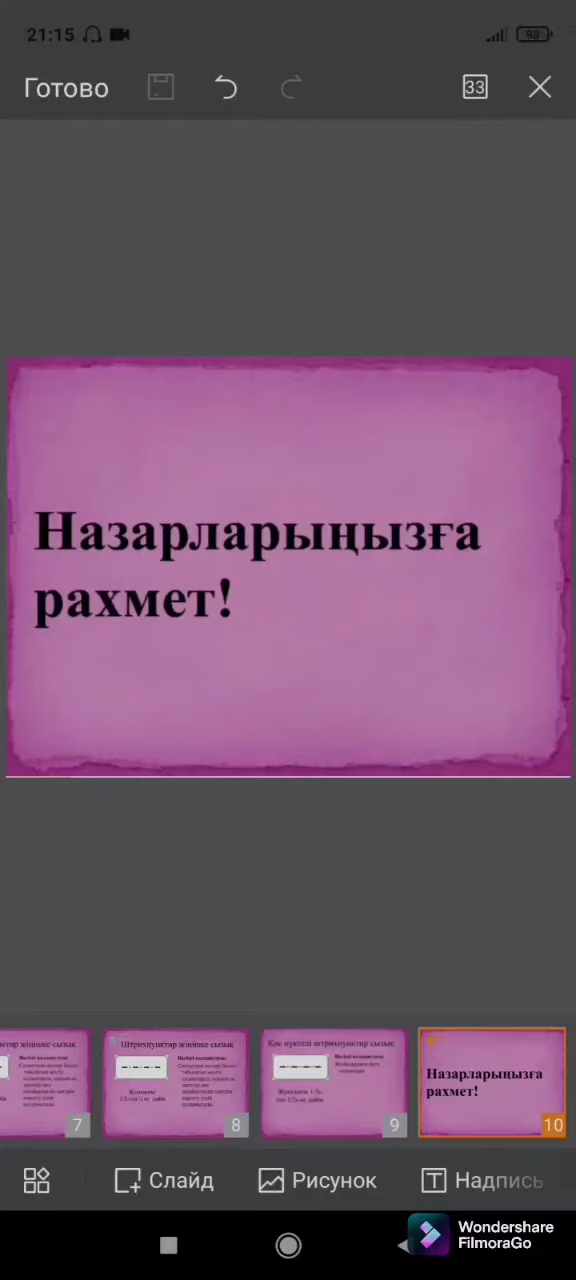 21:15
98
Готово
33
Назарларыңызға
рахмет!
Штрихпунктир жіңішке сызық
Қос нүктелі штрихпунктир сызық
Назарларыңызға
рахмет!
7
8
9
10
Слайд
Рисунок
Надпись
Wondershare
FilmoraGo